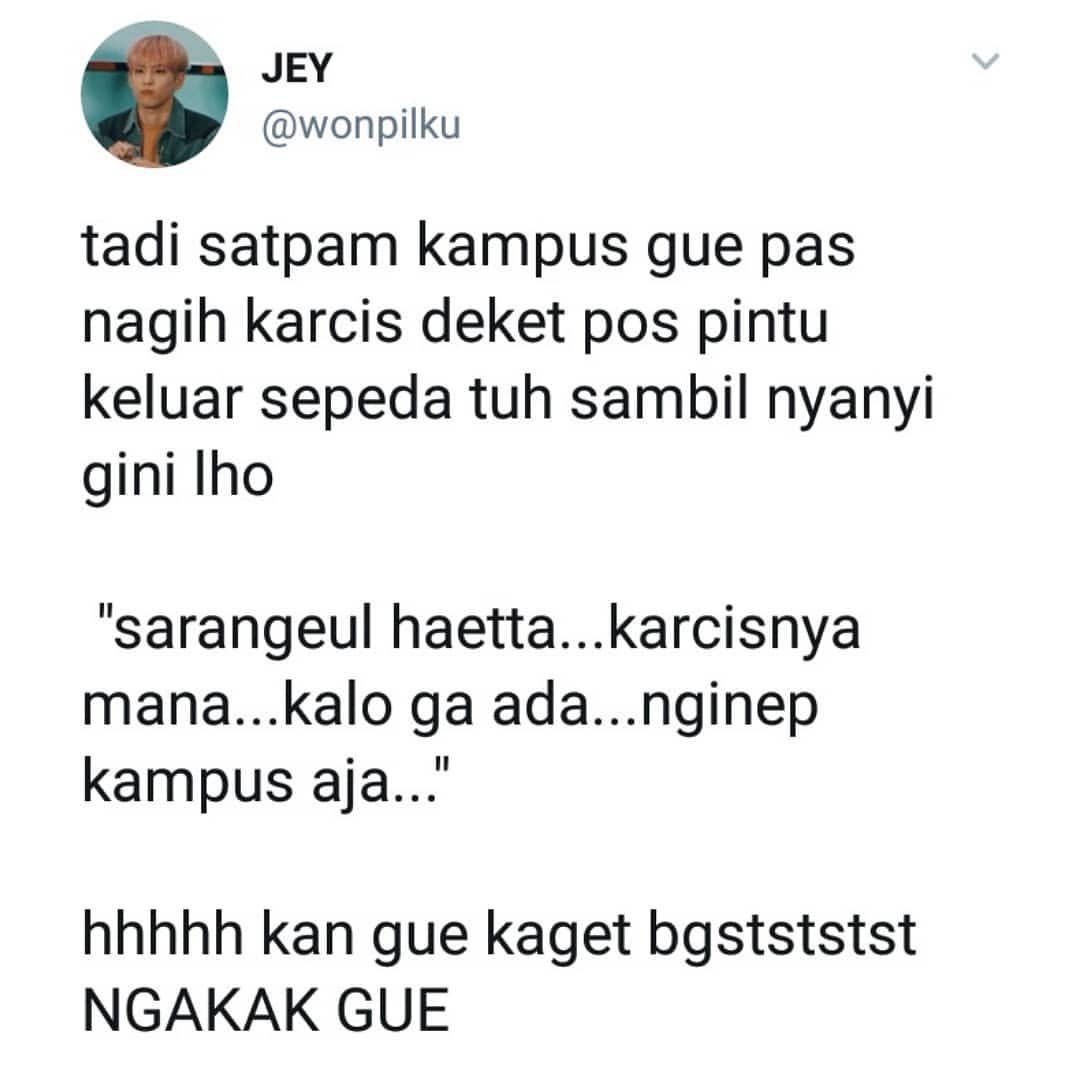 JEY
@wonpilku
tadi satpam kampus gue pas
nagih karcis deket pos pintu
keluar sepeda tuh sambil nyanyi
gini lho
"sarangeul haetta...karcisnya
mana...kalo ga ada...nginep
kampus aja..."
hhhhh kan gue kaget bgstststst
NGAKAK GUE